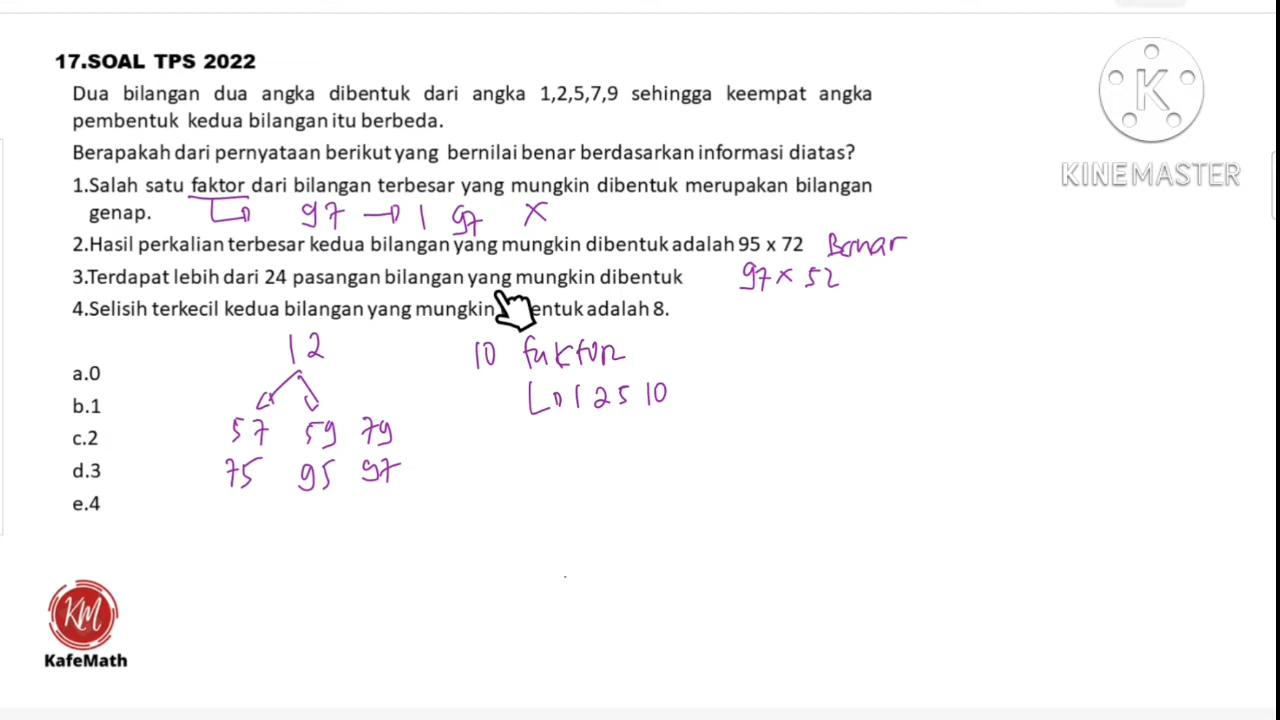 17.SOAL TPS 2022
Dua bilangan dua angka dibentuk dari angka 1,2,5,7,9 sehingga keempat angka
pembentuk kedua bilangan itu berbeda.
Berapakah dari pernyataan berikut yang bernilai benar berdasarkan informasi diatas?
1.Salah satu faktor dari bilangan terbesar yang mungkin dibentuk merupakan bilangan
genap. 97 → 1 97 X
2.Hasil perkalian terbesar kedua bilangan yang mungkin dibentuk adalah 95 x 72 Benar
3.Terdapat lebih dari 24 pasangan bilangan yang mungkin dibentuk 97 x 52
4.Selisih terkecil kedua bilangan yang mungkin entuk adalah 8.
12 10 faktor
a.0
1 2 5 10
b.1
57 59 79
c.2
75 95 97
d.3
e.4
K
KINEMASTER
KM
KafeMath